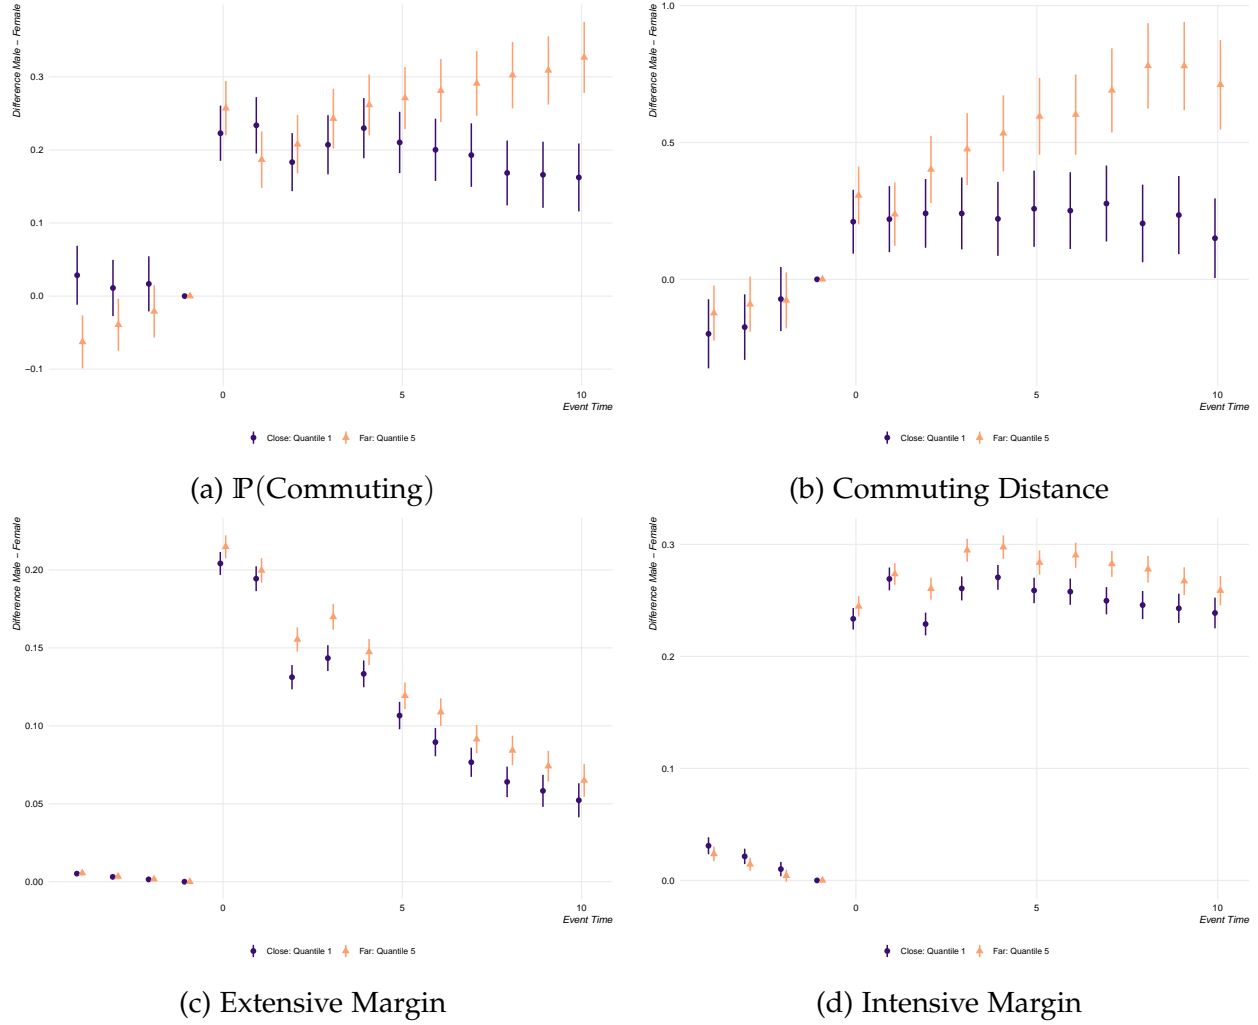 Difference Male – Female
0.3
0.2
0.1
0.0
−0.1
0
5
10
Event Time
Close: Quantile 1
Far: Quantile 5
(a) ℙ(Commuting)
Difference Male – Female
1.0
0.5
0.0
0
5
10
Event Time
Close: Quantile 1
Far: Quantile 5
(b) Commuting Distance
Difference Male – Female
0.20
0.15
0.10
0.05
0.00
0
5
10
Event Time
Close: Quantile 1
Far: Quantile 5
(c) Extensive Margin
Difference Male – Female
0.3
0.2
0.1
0.0
0
5
10
Event Time
Close: Quantile 1
Far: Quantile 5
(d) Intensive Margin